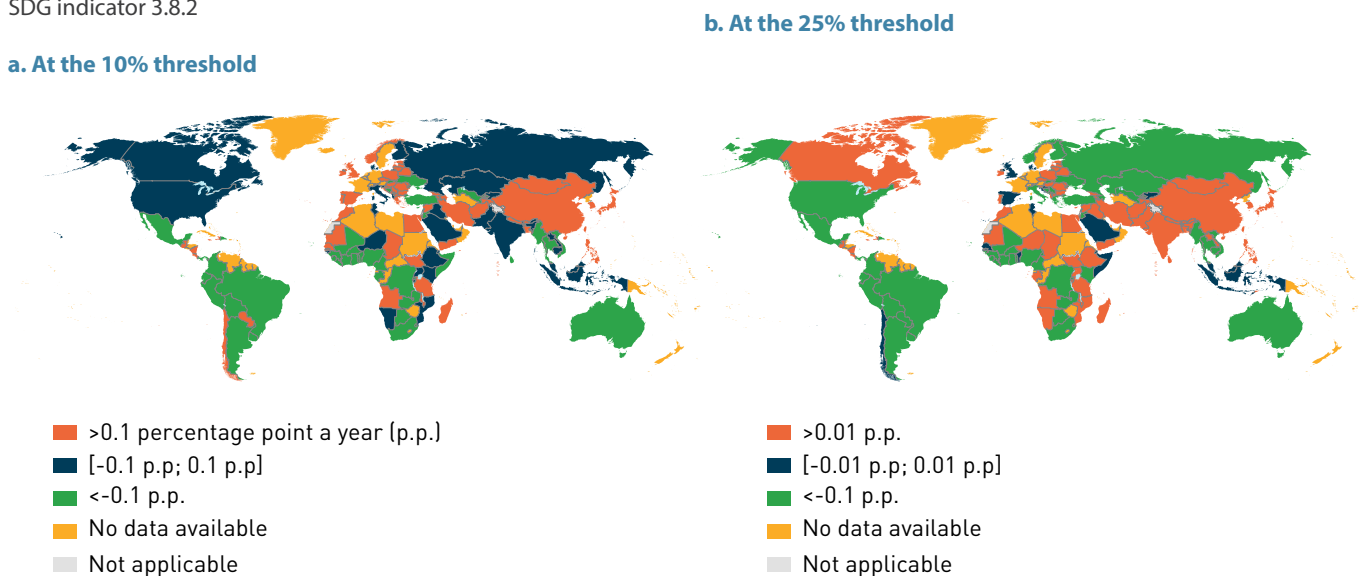 SDG indicator 3.8.2
a. At the 10% threshold
>0.1 percentage point a year (p.p.)
[-0.1 p.p; 0.1 p.p]
<-0.1 p.p.
No data available
Not applicable
b. At the 25% threshold
>0.01 p.p.
[-0.01 p.p; 0.01 p.p]
<-0.1 p.p.
No data available
Not applicable